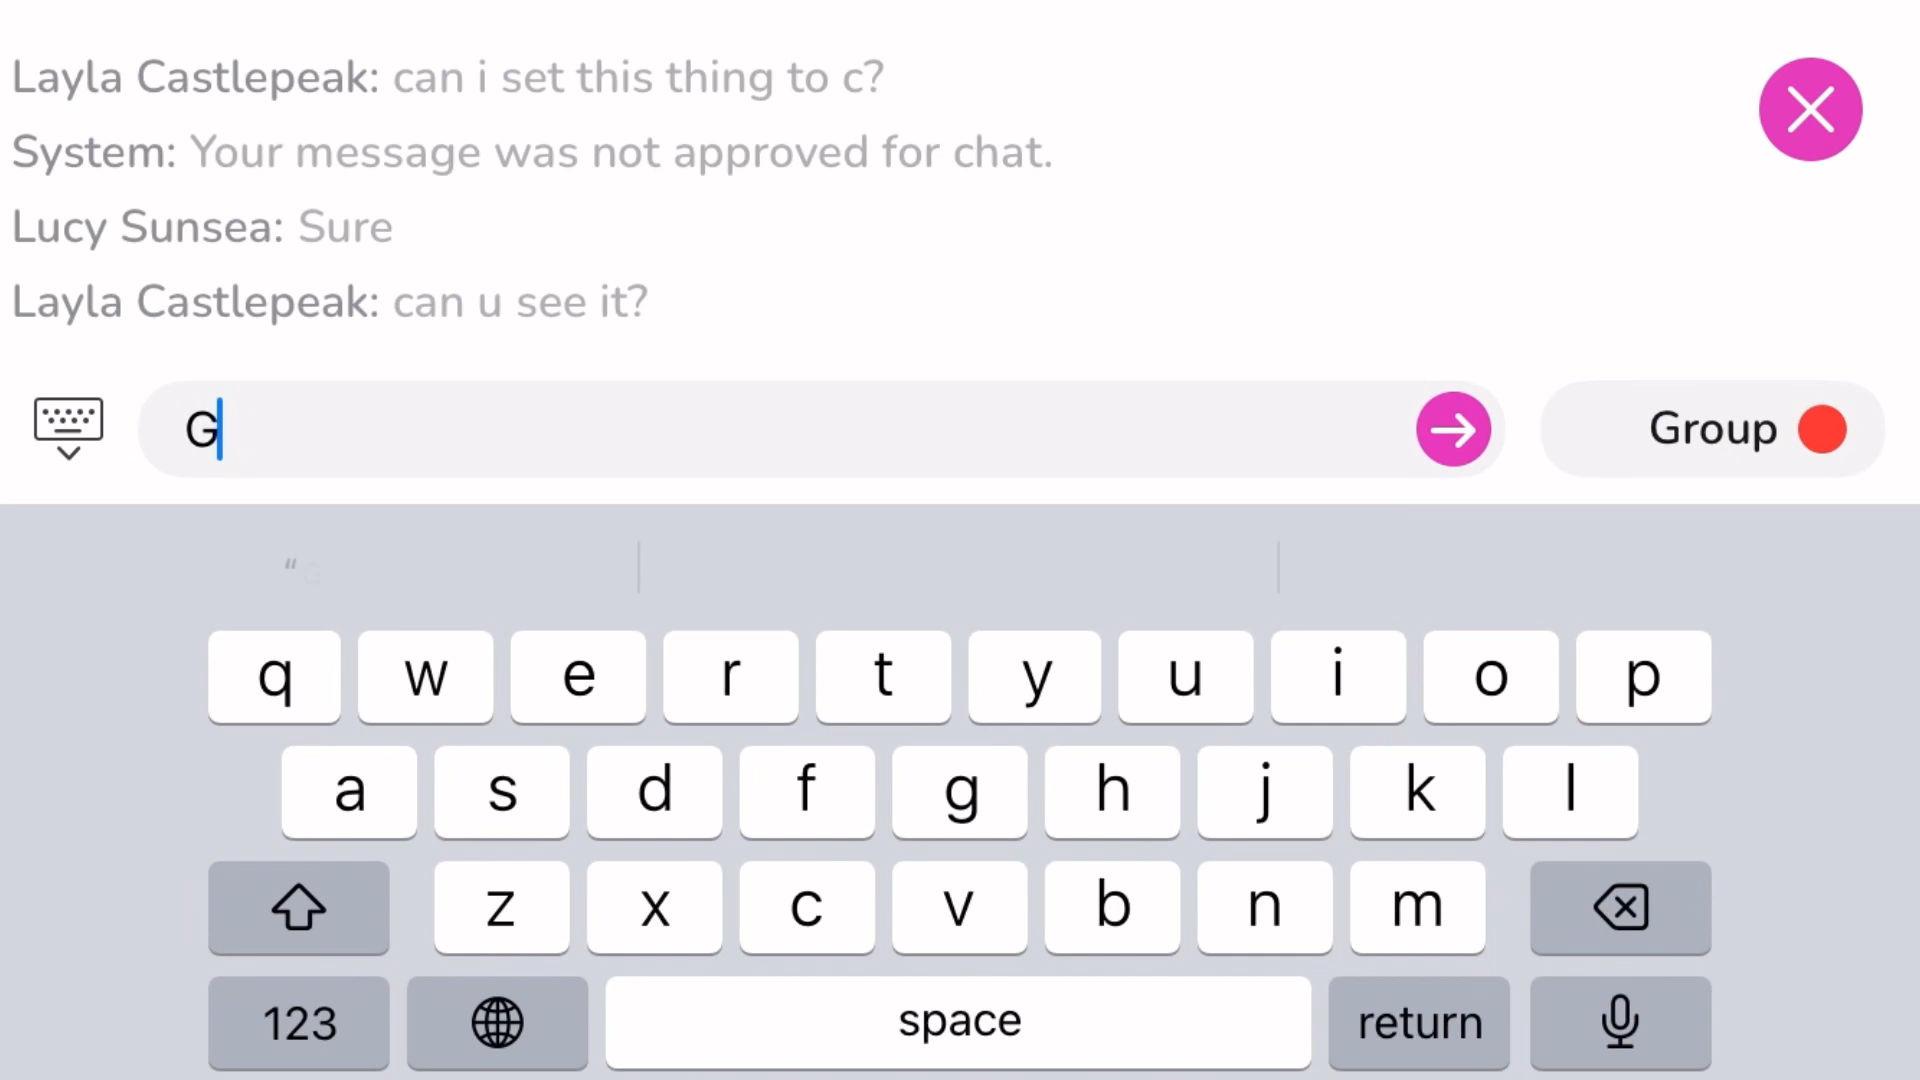 Layla Castlepeak: can i set this thing to c?
System: Your message was not approved for chat.
Lucy Sunsea: Sure
Layla Castlepeak: can u see it?
G
Group
q w e r t y u i o p
a s d f g h j k l
z x c v b n m
123 space return